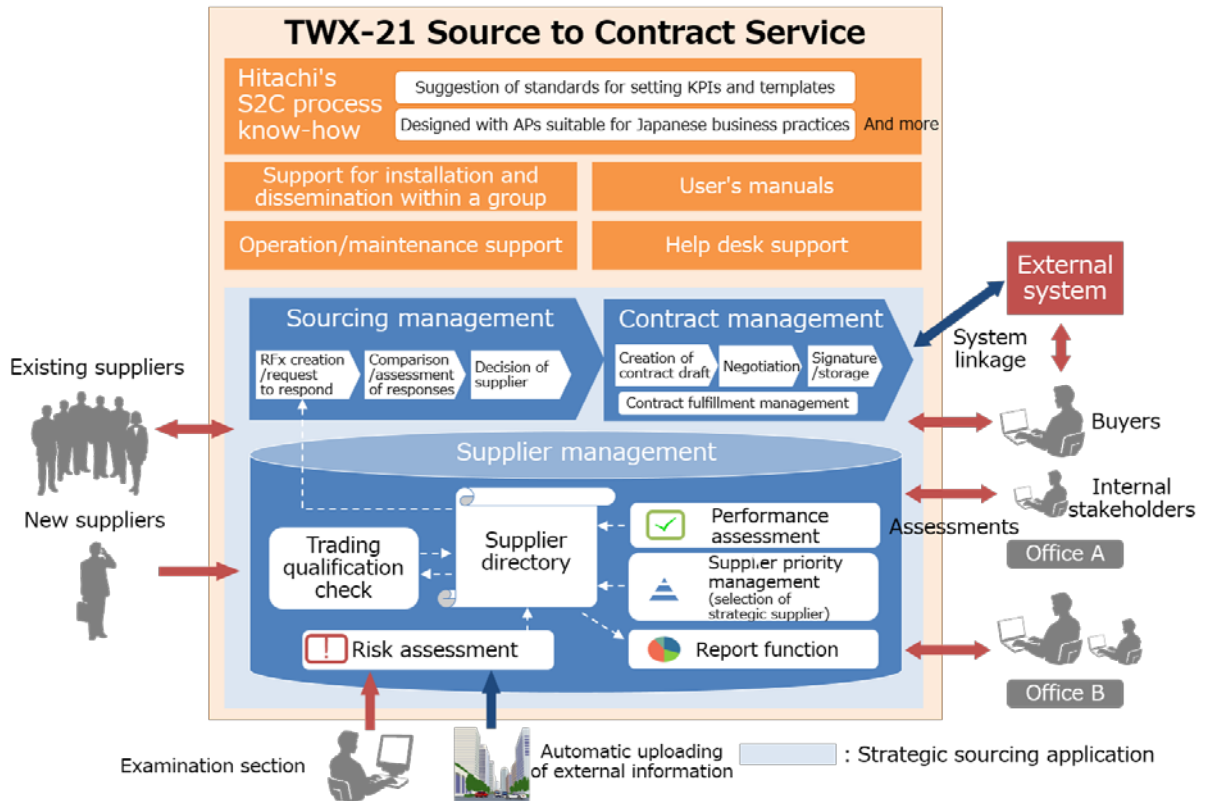 TWX-21 Source to Contract Service
Hitachi's
S2C process
know-how
Suggestion of standards for setting KPIs and templates
Designed with APs suitable for Japanese business practices
And more
Support for installation and
dissemination within a group
User's manuals
Operation/maintenance support
Help desk support
External
system
Sourcing management
RFx creation
/request
to respond
Comparison
/assessment
of responses
Decision of
supplier
Contract management
Creation of
contract draft
Negotiation
Signature
/storage
Contract fulfillment management
System
linkage
Existing suppliers
Buyers
Supplier management
New suppliers
Trading
qualification
check
Supplier
directory
Performance
assessment
Supplier priority
management
(selection of
strategic supplier)
Risk assessment
Report function
Internal
stakeholders
Assessments
Office A
Office B
Examination section
Automatic uploading
of external information
: Strategic sourcing application